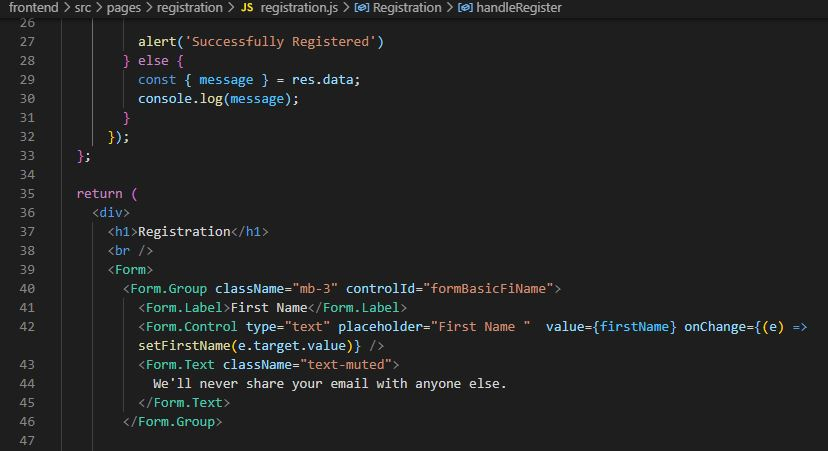 frontend > src > pages > registration > JS registration.js > Registration > handleRegister
26
27 alert('Successfully Registered')
28 } else {
29 const { message } = res.data;
30 console.log(message);
31 }
32 });
33 };
34
35 return (
36 <div>
37 <h1>Registration</h1>
38 <br />
39 <Form>
40 <Form.Group className="mb-3" controlId="formBasicFiName">
41 <Form.Label>First Name</Form.Label>
42 <Form.Control type="text" placeholder="First Name "  value={firstName} onChange={(e) =>
setFirstName(e.target.value)} />
43 <Form.Text className="text-muted">
44 We'll never share your email with anyone else.
45 </Form.Text>
46 </Form.Group>
47